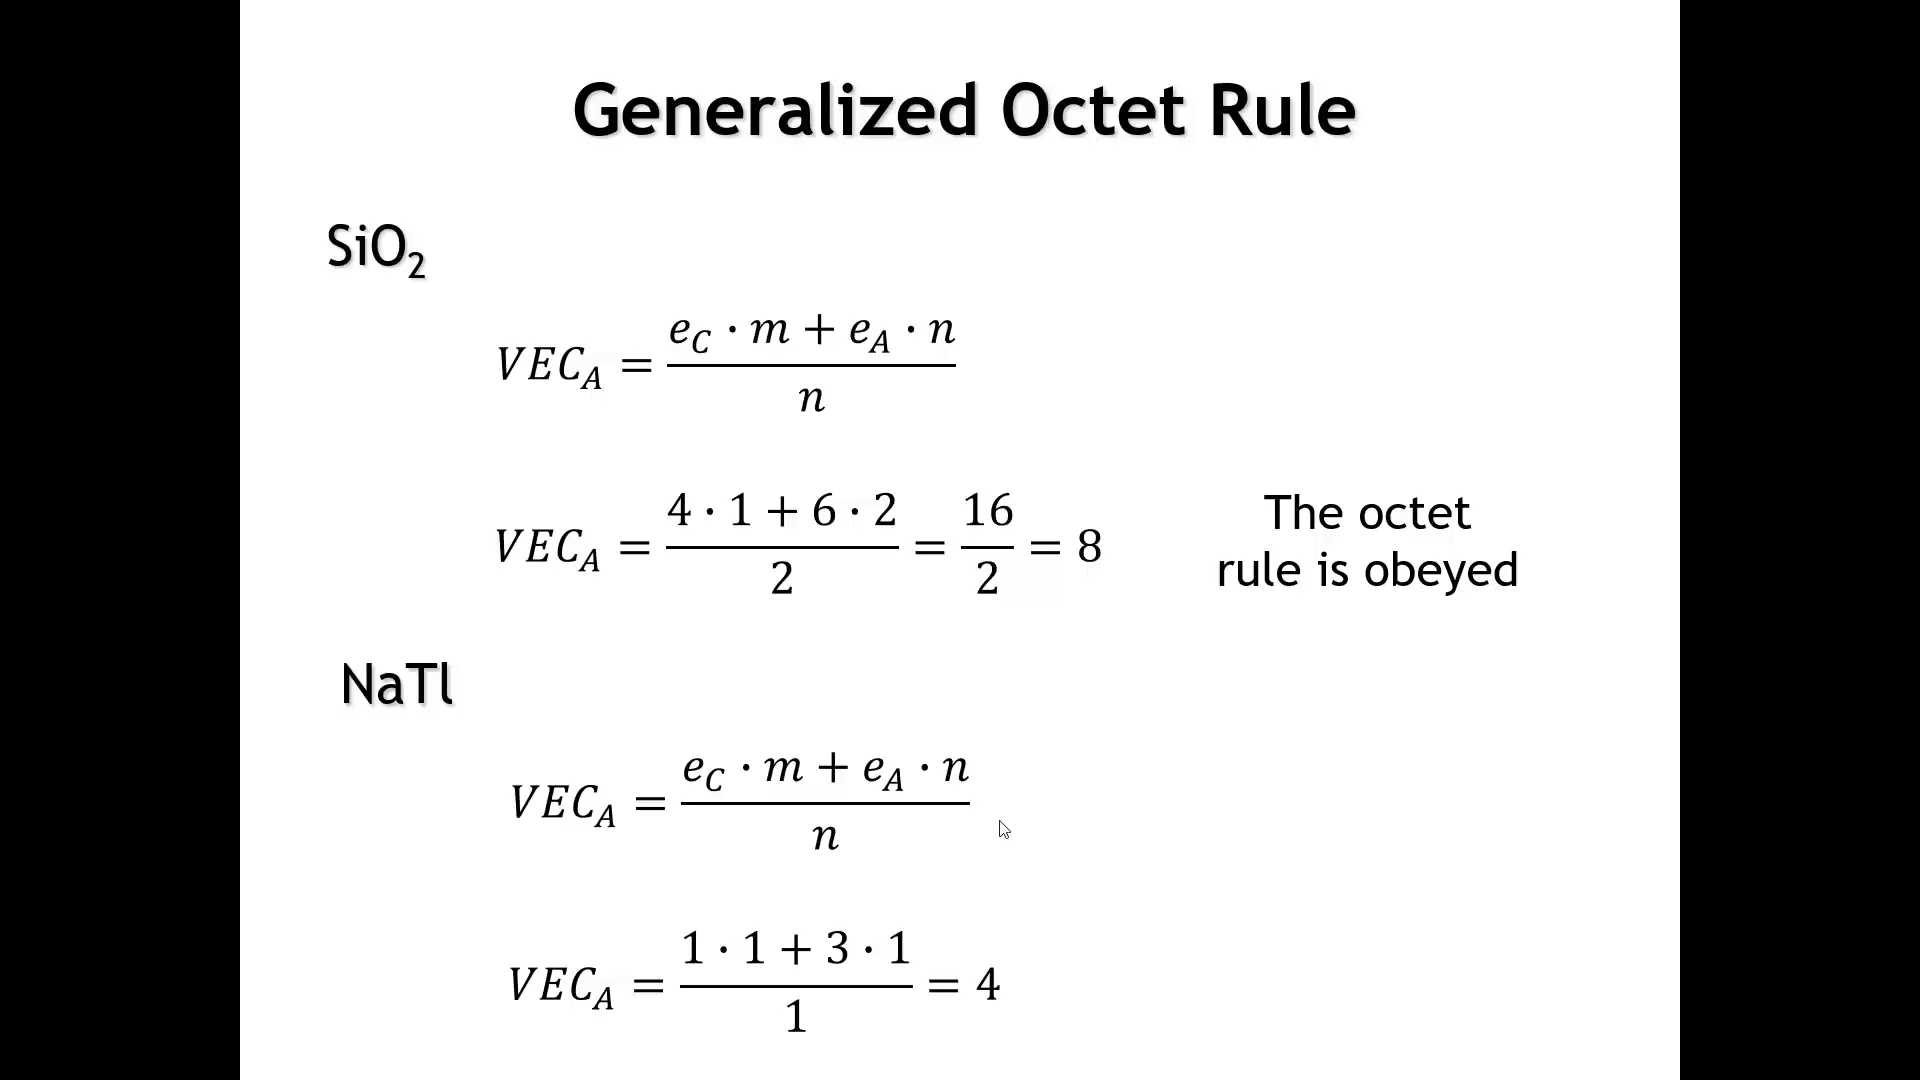 Generalized Octet Rule
SiO₂
VEC_A = (e_C · m + e_A · n) / n
VEC_A = (4 · 1 + 6 · 2) / 2 = 16 / 2 = 8
The octet
rule is obeyed
NaTl
VEC_A = (e_C · m + e_A · n) / n
VEC_A = (1 · 1 + 3 · 1) / 1 = 4